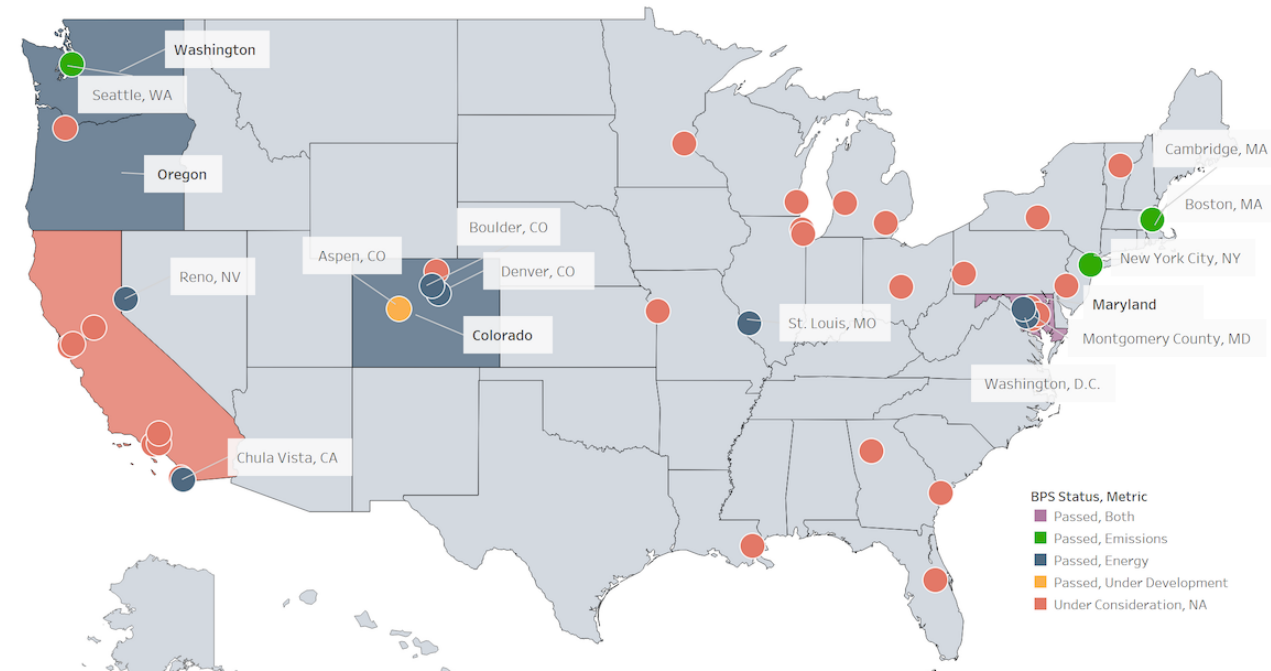 Washington
Seattle, WA
Oregon
Cambridge, MA
Boston, MA
Boulder, CO
Aspen, CO
Denver, CO
New York City, NY
Reno, NV
Maryland
St. Louis, MO
Colorado
Montgomery County, MD
Washington, D.C.
Chula Vista, CA
BPS Status, Metric
Passed, Both
Passed, Emissions
Passed, Energy
Passed, Under Development
Under Consideration, NA